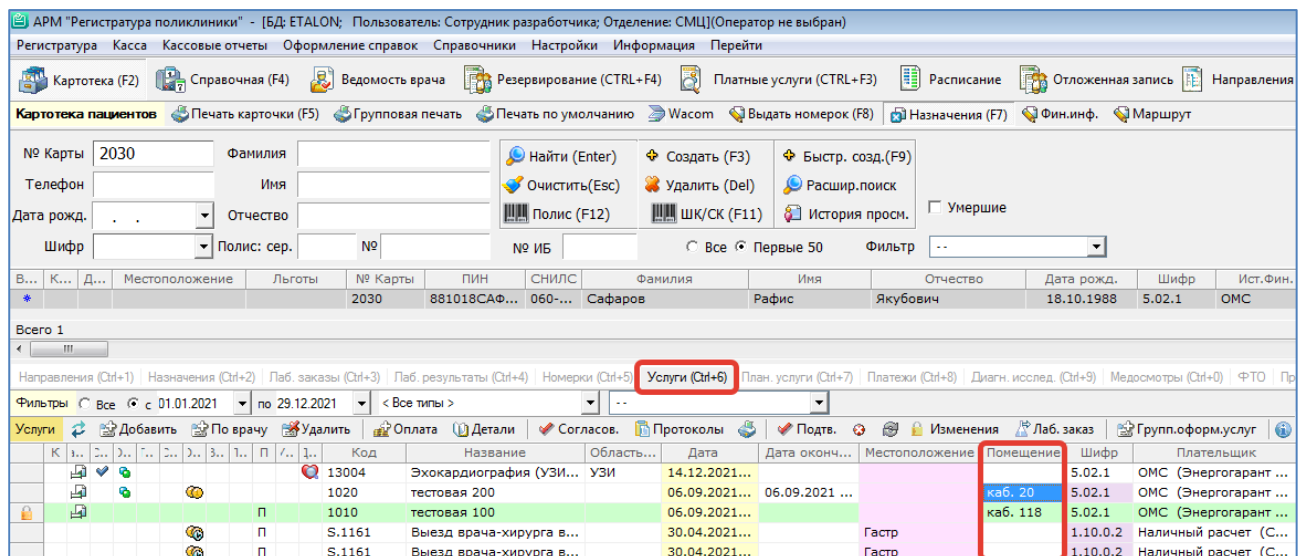 АРМ "Регистратура поликлиники" - [БД: ETALON; Пользователь: Сотрудник разработчика; Отделение: СМЦ](Оператор не выбран)
Регистратура Касса Кассовые отчеты Оформление справок Справочники Настройки Информация Перейти
Картотека (F2) Справочная (F4) Ведомость врача Резервирование (CTRL+F4) Платные услуги (CTRL+F3) Расписание Отложенная запись Направления
Картотека пациентов Печать карточки (F5) Групповая печать Печать по умолчанию Wacom Выдать номерок (F8) Назначения (F7) Фин.инф. Маршрут
№ Карты 2030 Фамилия Найти (Enter) Создать (F3) Быстр. созд.(F9)
Телефон Имя Очистить(Esc) Удалить (Del) Расшир.поиск
Дата рожд. . . Отчество Полис (F12) ШК/СК (F11) История просм. Умершие
Шифр Полис: сер. № № ИБ Все Первые 50 Фильтр - -
В... К... Д... Местоположение Льготы № Карты ПИН СНИЛС Фамилия Имя Отчество Дата рожд. Шифр Ист.Фин.
2030 881018САФ... 060-... Сафаров Рафис Якубович 18.10.1988 5.02.1 ОМС
Всего 1
Направления (Ctrl+1) Назначения (Ctrl+2) Лаб. заказы (Ctrl+3) Лаб. результаты (Ctrl+4) Номерки (Ctrl+5) Услуги (Ctrl+6) План. услуги (Ctrl+7) Платежи (Ctrl+8) Диагн. исслед. (Ctrl+9) Медосмотры (Ctrl+0) ФТО Пр
Фильтры Все с 01.01.2021 по 29.12.2021 < Все типы > - -
Услуги Добавить По врачу Удалить Оплата Детали Согласов. Протоколы Подтв. Изменения Лаб. заказ Групп.оформ.услуг
К П Код Название Область... Дата Дата оконч... Местоположение Помещение Шифр Плательщик
13004 Эхокардиография (УЗИ... УЗИ 14.12.2021... 5.02.1 ОМС (Энергогарант ...
1020 тестовая 200 06.09.2021... 06.09.2021 ... каб. 20 5.02.1 ОМС (Энергогарант ...
П 1010 тестовая 100 06.09.2021... каб. 118 5.02.1 ОМС (Энергогарант ...
П S.1161 Выезд врача-хирурга в... 30.04.2021... Гастр 1.10.0.2 Наличный расчет (С...
П S.1161 Выезд врача-хирурга в... 30.04.2021... Гастр 1.10.0.2 Наличный расчет (С...